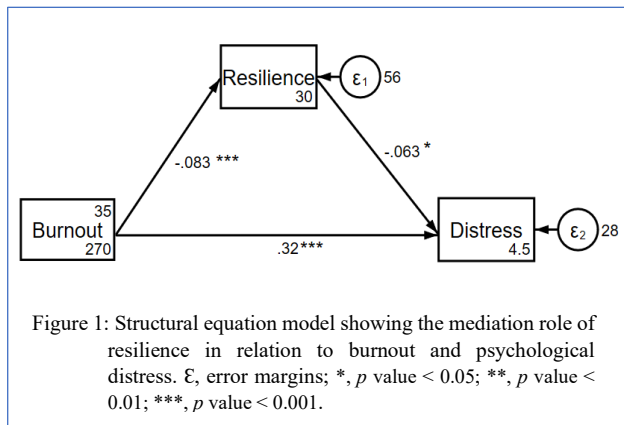 Resilience
30
ε1
56
-.083 ***
-.063 *
35
Burnout
270
.32***
Distress
4.5
ε2
28
Figure 1: Structural equation model showing the mediation role of
resilience in relation to burnout and psychological
distress. Ɛ, error margins; *, p value < 0.05; **, p value <
0.01; ***, p value < 0.001.